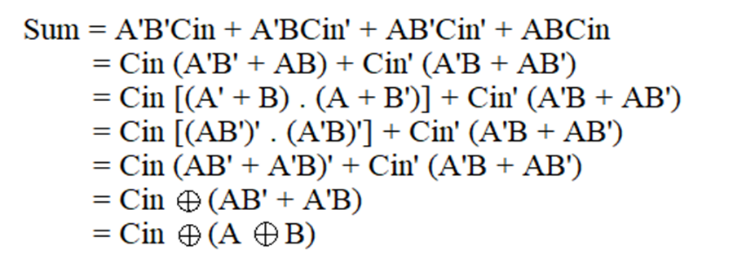 Sum = A'B'Cin + A'BCin' + AB'Cin' + ABCin
= Cin (A'B' + AB) + Cin' (A'B + AB')
= Cin [(A' + B) . (A + B')] + Cin' (A'B + AB')
= Cin [(AB')' . (A'B)'] + Cin' (A'B + AB')
= Cin (AB' + A'B)' + Cin' (A'B + AB')
= Cin ⊕ (AB' + A'B)
= Cin ⊕ (A ⊕ B)